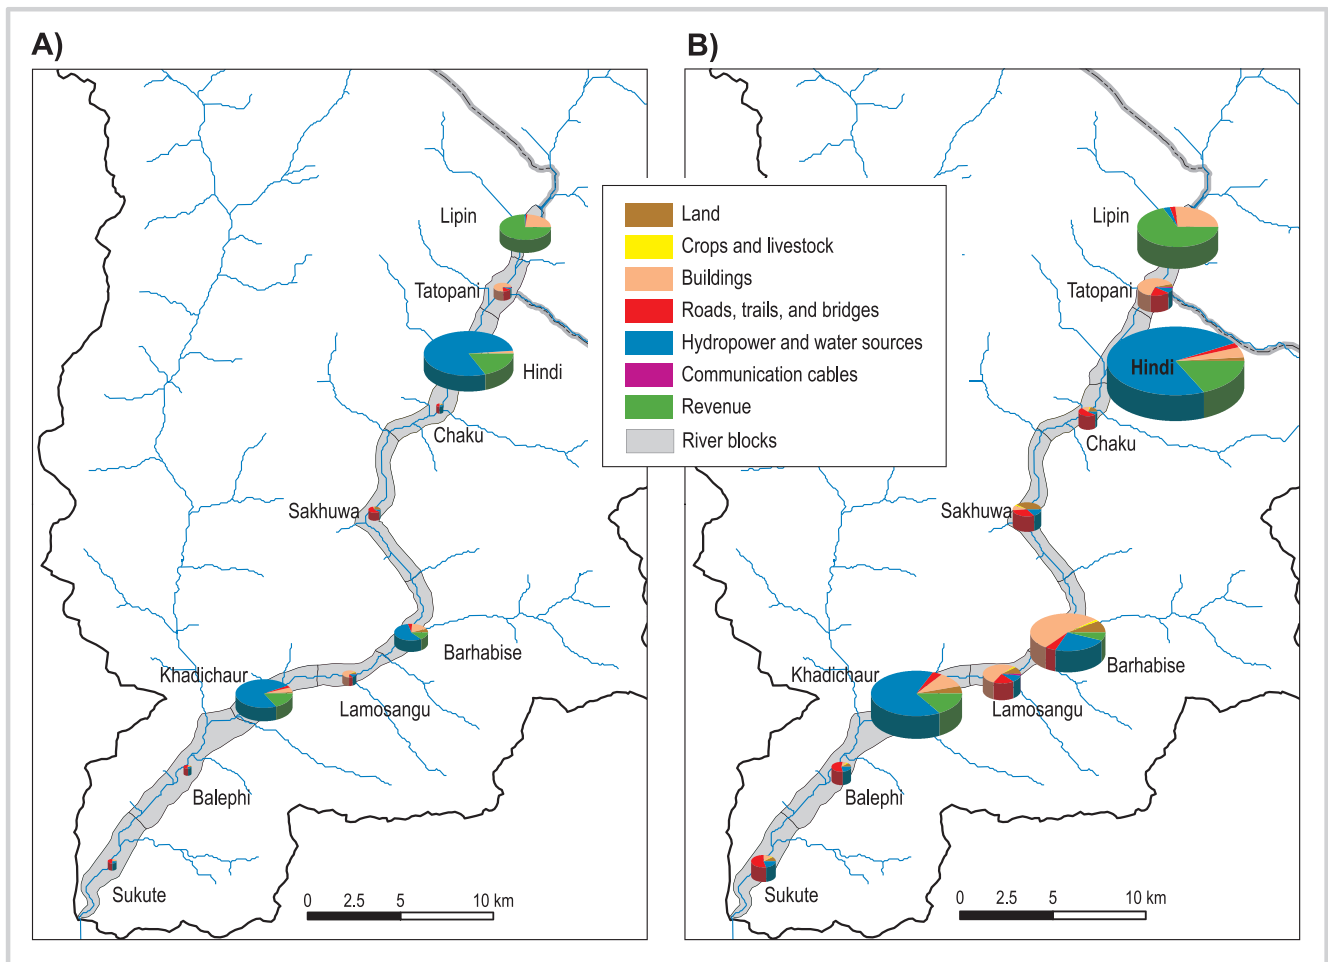 A)
B)
Lipin
Tatopani
Hindi
Chaku
Sakhuwa
Barhabise
Khadichaur
Lamosangu
Balephi
Sukute
0 2.5 5 10 km
Land
Crops and livestock
Buildings
Roads, trails, and bridges
Hydropower and water sources
Communication cables
Revenue
River blocks
Lipin
Tatopani
Hindi
Chaku
Sakhuwa
Barhabise
Khadichaur
Lamosangu
Balephi
Sukute
0 2.5 5 10 km